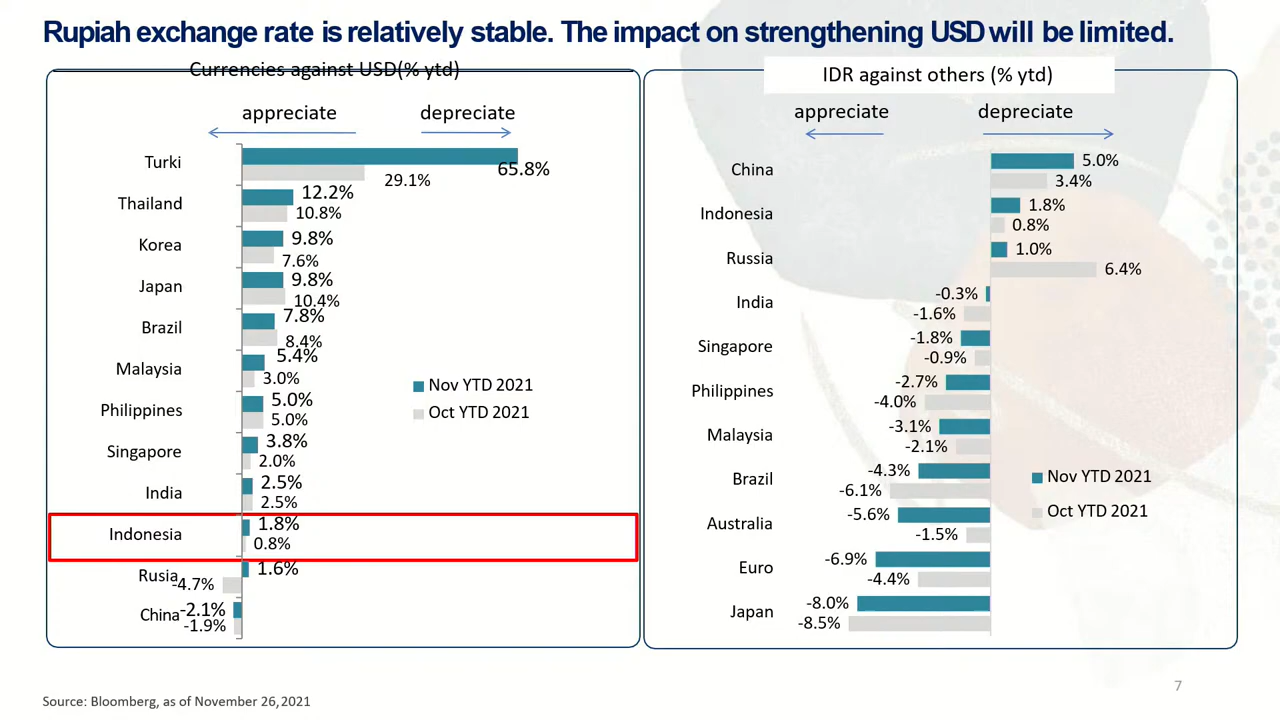 Rupiah exchange rate is relatively stable. The impact on strengthening USD will be limited.
Currencies against USD(% ytd)
appreciate
depreciate
Turki
65.8%
29.1%
Thailand
12.2%
10.8%
Korea
9.8%
7.6%
Japan
9.8%
10.4%
Brazil
7.8%
8.4%
Malaysia
5.4%
3.0%
Philippines
5.0%
5.0%
Singapore
3.8%
2.0%
India
2.5%
2.5%
Indonesia
1.8%
0.8%
Rusia
1.6%
-4.7%
China
-2.1%
-1.9%
Nov YTD 2021
Oct YTD 2021
IDR against others (% ytd)
appreciate
depreciate
China
5.0%
3.4%
Indonesia
1.8%
0.8%
Russia
1.0%
6.4%
India
-0.3%
-1.6%
Singapore
-1.8%
-0.9%
Philippines
-2.7%
-4.0%
Malaysia
-3.1%
-2.1%
Brazil
-4.3%
-6.1%
Australia
-5.6%
-1.5%
Euro
-6.9%
-4.4%
Japan
-8.0%
-8.5%
Nov YTD 2021
Oct YTD 2021
Source: Bloomberg, as of November 26,2021
7